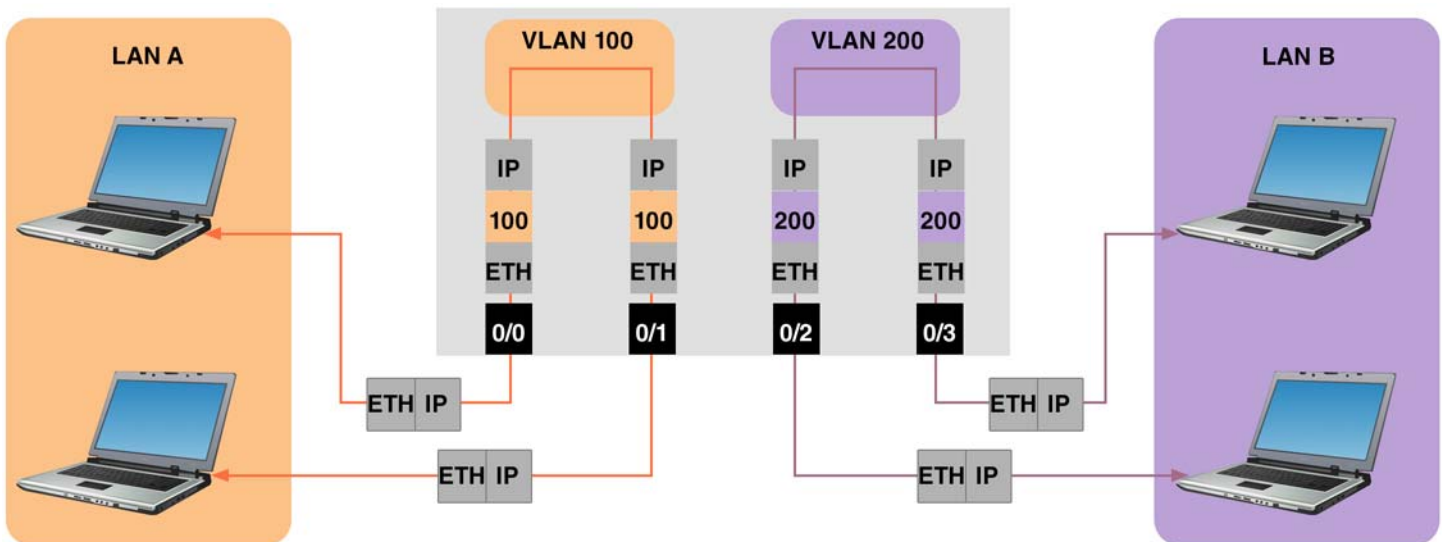 LAN A
VLAN 100
VLAN 200
LAN B
IP
IP
IP
IP
100
100
200
200
ETH
ETH
ETH
ETH
0/0
0/1
0/2
0/3
ETH IP
ETH IP
ETH IP
ETH IP